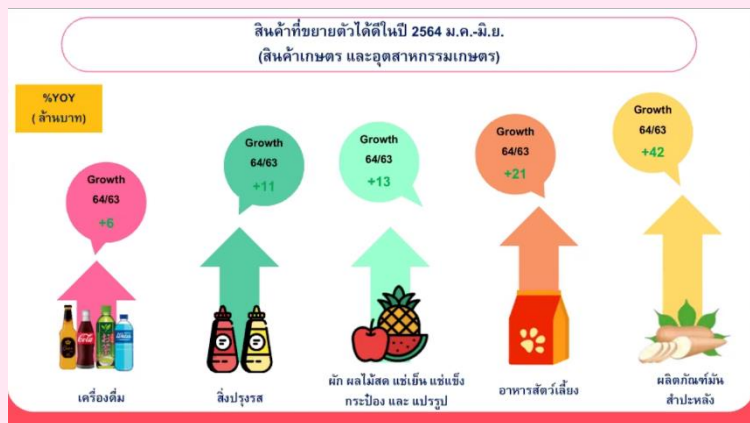 สินค้าที่ขยายตัวได้ดีในปี 2564 ม.ค.-มิ.ย.
(สินค้าเกษตร และอุตสาหกรรมเกษตร)
%YOY
( ล้านบาท)
Growth
64/63
+6
เครื่องดื่ม
Growth
64/63
+11
สิ่งปรุงรส
Growth
64/63
+13
ผัก ผลไม้สด แช่เย็น แช่แข็ง
กระป๋อง และ แปรรูป
Growth
64/63
+21
อาหารสัตว์เลี้ยง
Growth
64/63
+42
ผลิตภัณฑ์มัน
สำปะหลัง